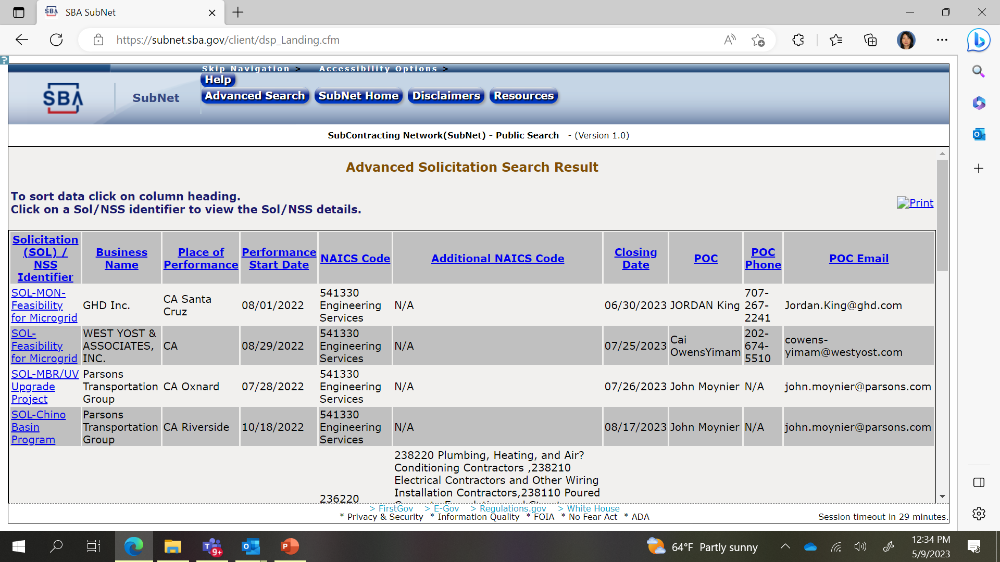 SBA SubNet
https://subnet.sba.gov/client/dsp_Landing.cfm
Skip Navigation > Accessibility Options >
Help
SBA SubNet
Advanced Search SubNet Home Disclaimers Resources
SubContracting Network(SubNet) - Public Search - (Version 1.0)
Advanced Solicitation Search Result
To sort data click on column heading.
Click on a Sol/NSS identifier to view the Sol/NSS details.
Print
Solicitation
(SOL) /
NSS
Identifier
Business
Name
Place of
Performance
Performance
Start Date
NAICS Code
Additional NAICS Code
Closing
Date
POC
POC
Phone
POC Email
SOL-MON-
Feasibility
for Microgrid
GHD Inc.
CA Santa
Cruz
08/01/2022
541330
Engineering
Services
N/A
06/30/2023
JORDAN King
707-
267-
2241
Jordan.King@ghd.com
SOL-
Feasibility
for Microgrid
WEST YOST &
ASSOCIATES,
INC.
CA
08/29/2022
541330
Engineering
Services
N/A
07/25/2023
Cai
OwensYimam
202-
674-
5510
cowens-
yimam@westyost.com
SOL-MBR/UV
Upgrade
Project
Parsons
Transportation
Group
CA Oxnard
07/28/2022
541330
Engineering
Services
N/A
07/26/2023
John Moynier
N/A
john.moynier@parsons.com
SOL-Chino
Basin
Program
Parsons
Transportation
Group
CA Riverside
10/18/2022
541330
Engineering
Services
N/A
08/17/2023
John Moynier
N/A
john.moynier@parsons.com
236220
238220 Plumbing, Heating, and Air?
Conditioning Contractors ,238210
Electrical Contractors and Other Wiring
Installation Contractors,238110 Poured
> FirstGov > E-Gov > Regulations.gov > White House
* Privacy & Security * Information Quality * FOIA * No Fear Act * ADA
Session timeout in 29 minutes.
64°F Partly sunny
12:34 PM
5/9/2023